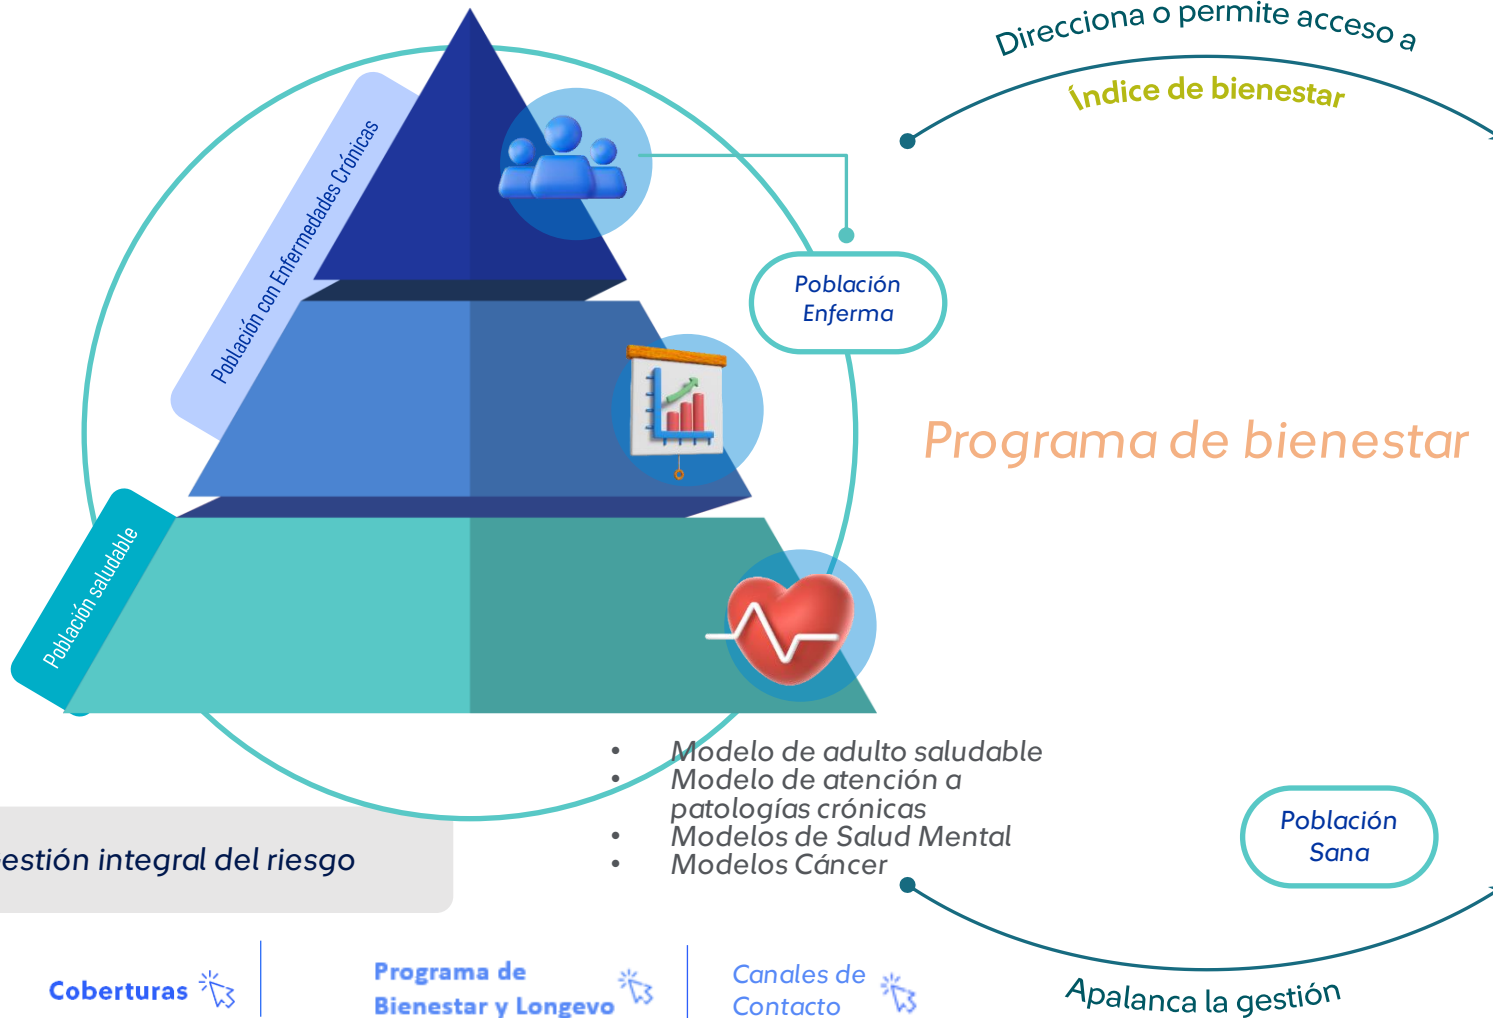 Direcciona o permite acceso a
Índice de bienestar
Población con Enfermedades Crónicas
Población
Enferma
Programa de bienestar
Población saludable
• Modelo de adulto saludable
• Modelo de atención a
patologías crónicas
• Modelos de Salud Mental
• Modelos Cáncer
Población
Sana
estión integral del riesgo
Apalanca la gestión
Coberturas
Programa de
Bienestar y Longevo
Canales de
Contacto